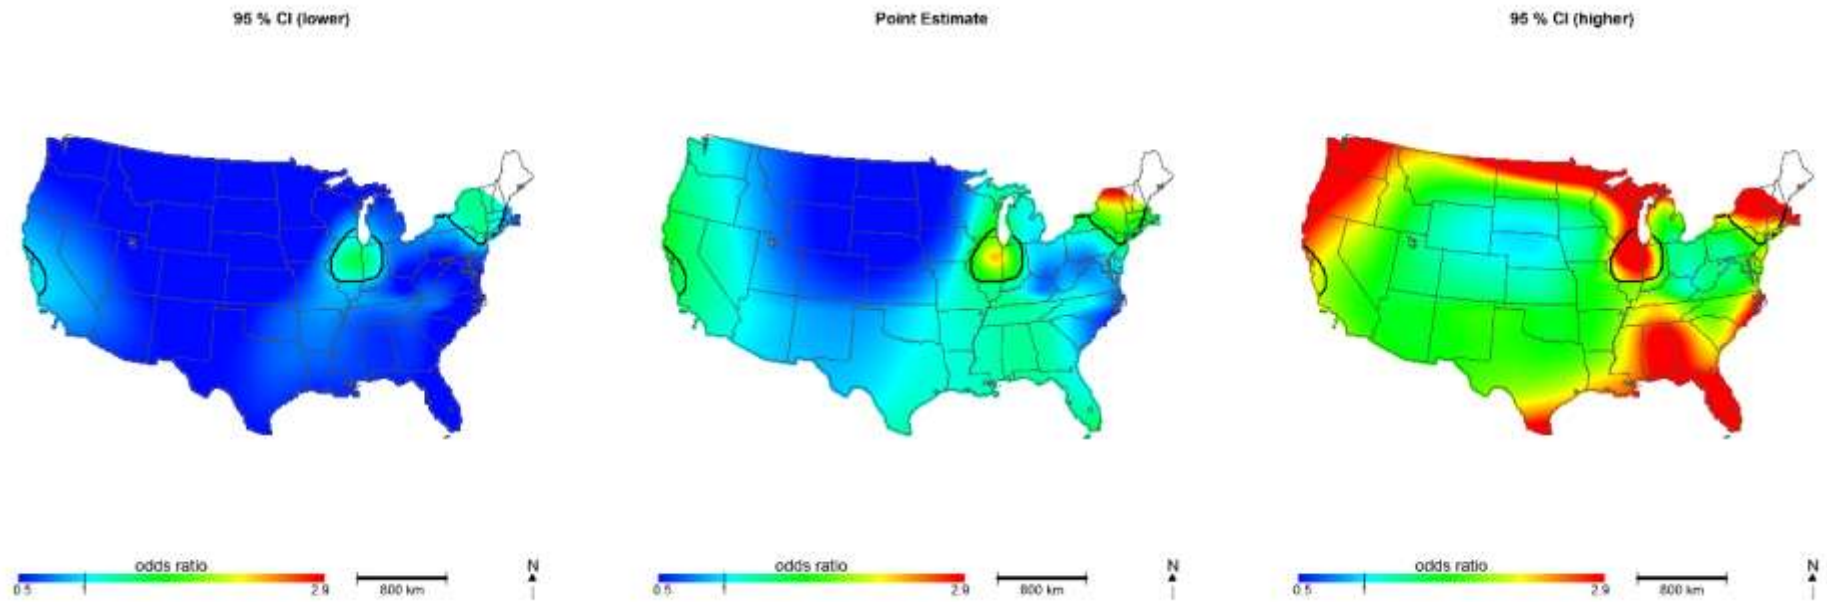 95 % CI (lower)
Point Estimate
95 % CI (higher)
odds ratio
0.5
1
2.9
800 km
N
odds ratio
0.5
1
2.9
800 km
N
odds ratio
0.5
1
2.9
800 km
N